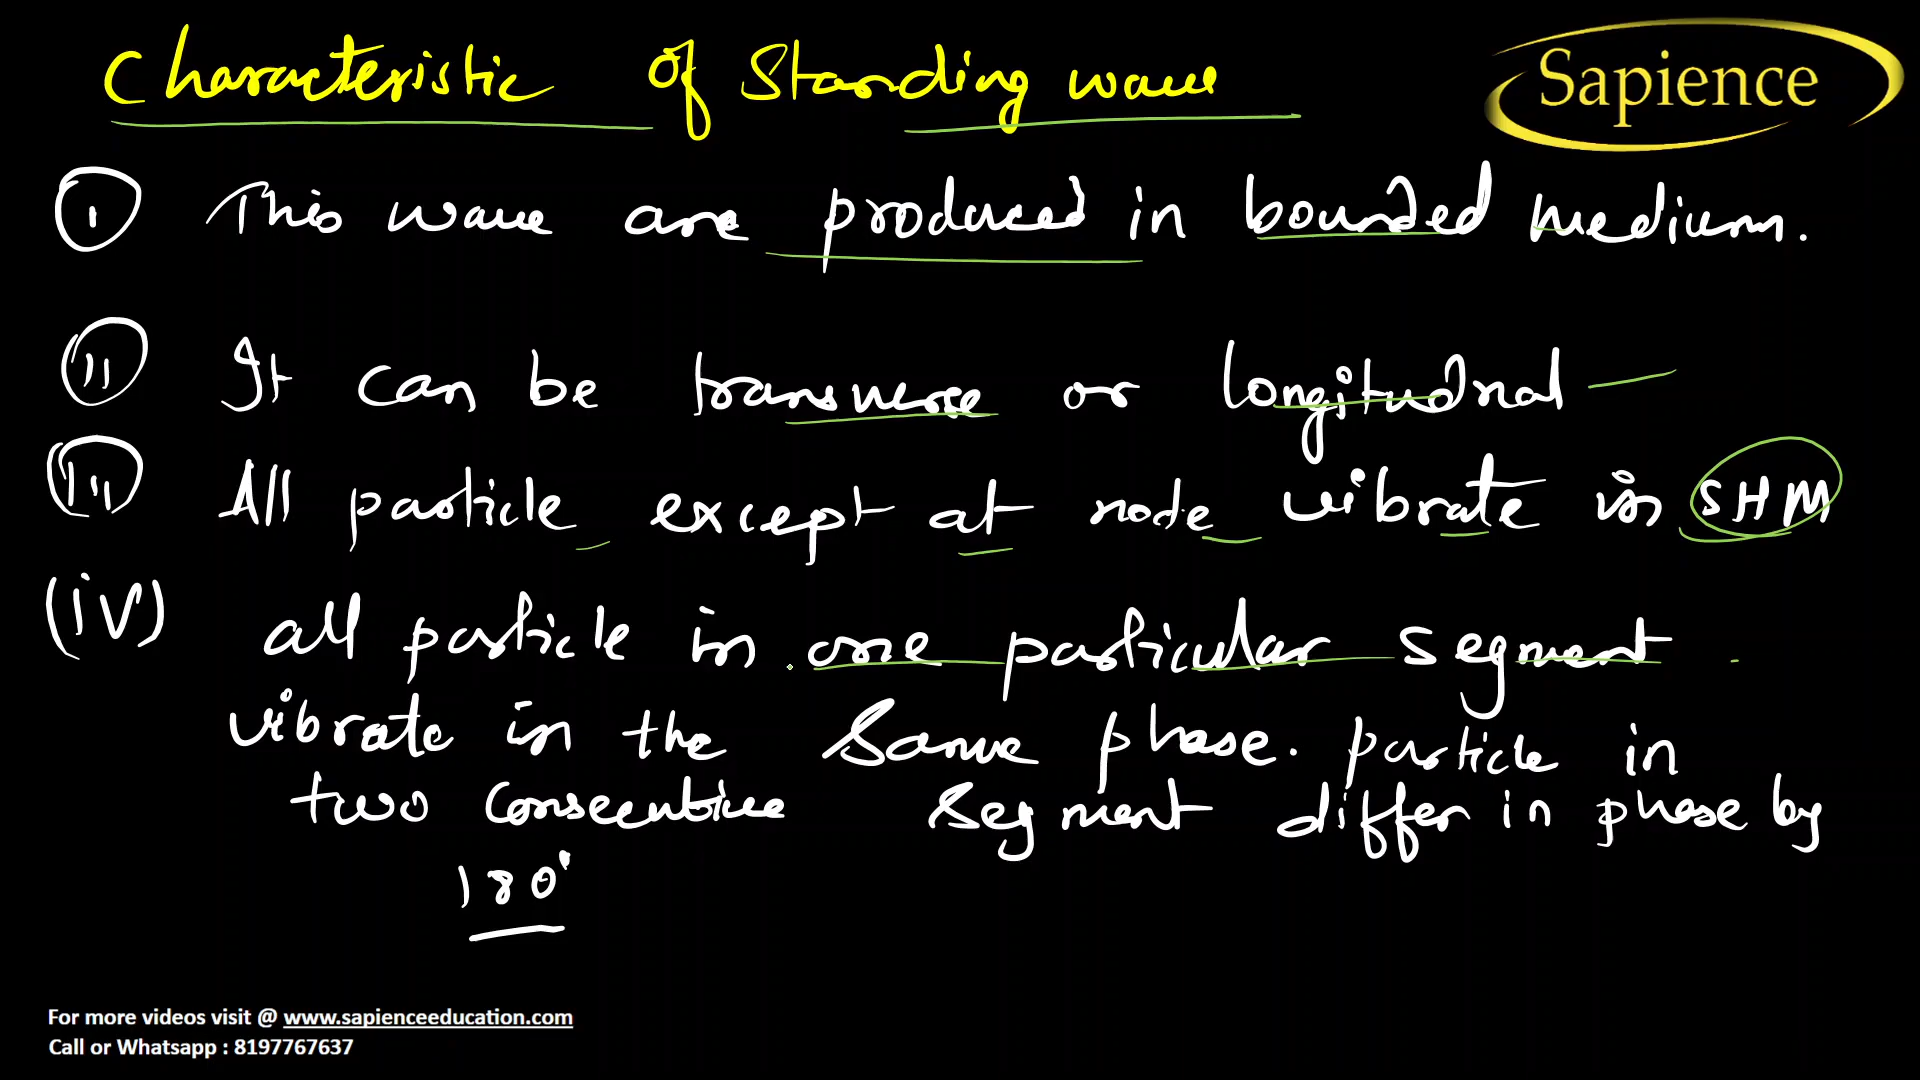 Characteristic of Standing wave
Sapience
(i) This wave are produced in bounded medium.
(ii) It can be transverse or longitudnal
(iii) All particle except at node vibrate in SHM
(iv) all particle in one particular segment
vibrate in the same phase. particle in
two consecutive segment differ in phase by
180°
For more videos visit @ www.sapienceeducation.com
Call or Whatsapp : 8197767637